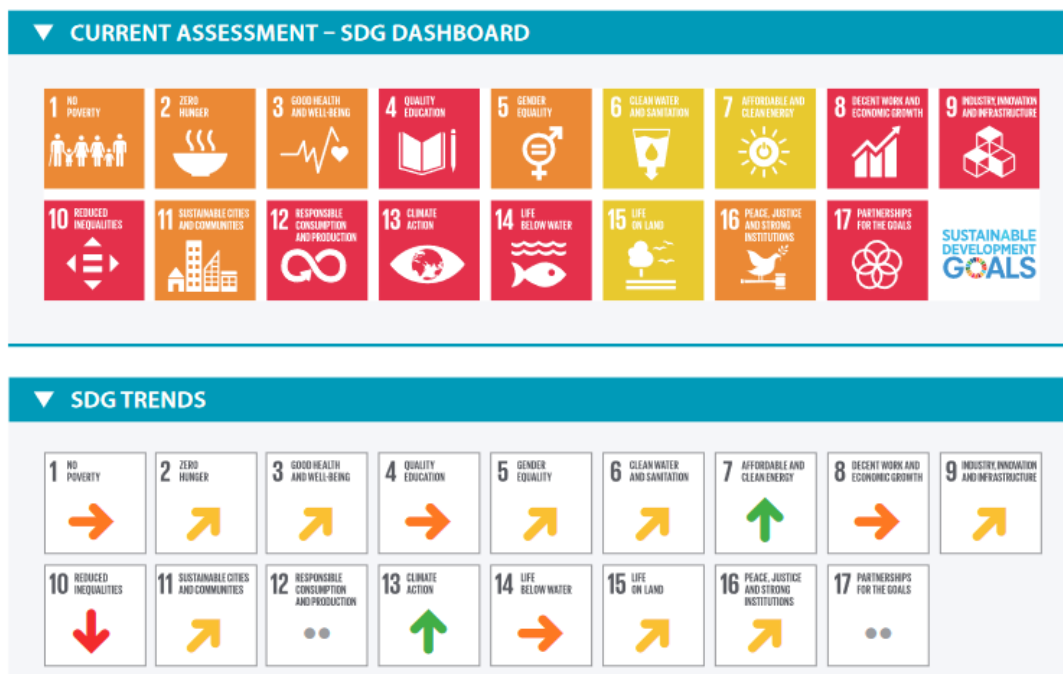 ▼ CURRENT ASSESSMENT – SDG DASHBOARD
1 NO
POVERTY
2 ZERO
HUNGER
3 GOOD HEALTH
AND WELL-BEING
4 QUALITY
EDUCATION
5 GENDER
EQUALITY
6 CLEAN WATER
AND SANITATION
7 AFFORDABLE AND
CLEAN ENERGY
8 DECENT WORK AND
ECONOMIC GROWTH
9 INDUSTRY, INNOVATION
AND INFRASTRUCTURE
10 REDUCED
INEQUALITIES
11 SUSTAINABLE CITIES
AND COMMUNITIES
12 RESPONSIBLE
CONSUMPTION
AND PRODUCTION
13 CLIMATE
ACTION
14 LIFE
BELOW WATER
15 LIFE
ON LAND
16 PEACE, JUSTICE
AND STRONG
INSTITUTIONS
17 PARTNERSHIPS
FOR THE GOALS
SUSTAINABLE
DEVELOPMENT
GOALS
▼ SDG TRENDS
1 NO
POVERTY
2 ZERO
HUNGER
3 GOOD HEALTH
AND WELL-BEING
4 QUALITY
EDUCATION
5 GENDER
EQUALITY
6 CLEAN WATER
AND SANITATION
7 AFFORDABLE AND
CLEAN ENERGY
8 DECENT WORK AND
ECONOMIC GROWTH
9 INDUSTRY, INNOVATION
AND INFRASTRUCTURE
10 REDUCED
INEQUALITIES
11 SUSTAINABLE CITIES
AND COMMUNITIES
12 RESPONSIBLE
CONSUMPTION
AND PRODUCTION
13 CLIMATE
ACTION
14 LIFE
BELOW WATER
15 LIFE
ON LAND
16 PEACE, JUSTICE
AND STRONG
INSTITUTIONS
17 PARTNERSHIPS
FOR THE GOALS